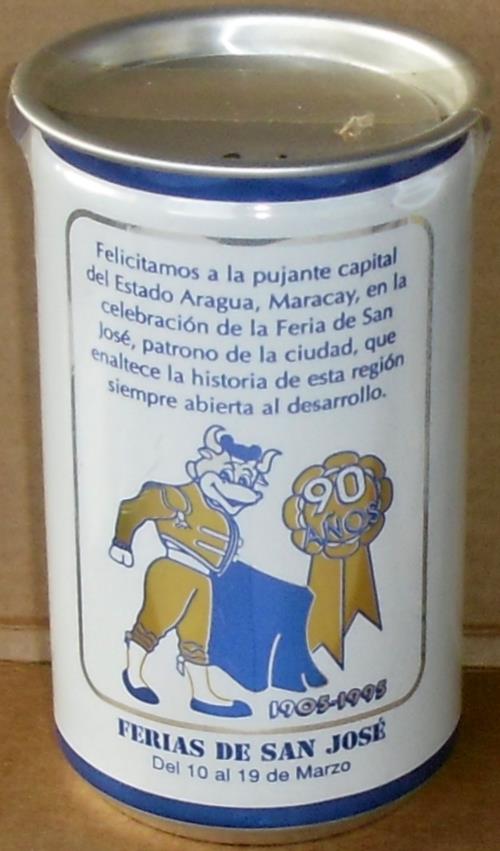 Felicitamos a la pujante capital
del Estado Aragua, Maracay, en la
celebración de la Feria de San
José, patrono de la ciudad, que
enaltece la historia de esta región
siempre abierta al desarrollo.
90
AÑOS
1905-1995
FERIAS DE SAN JOSÉ
Del 10 al 19 de Marzo